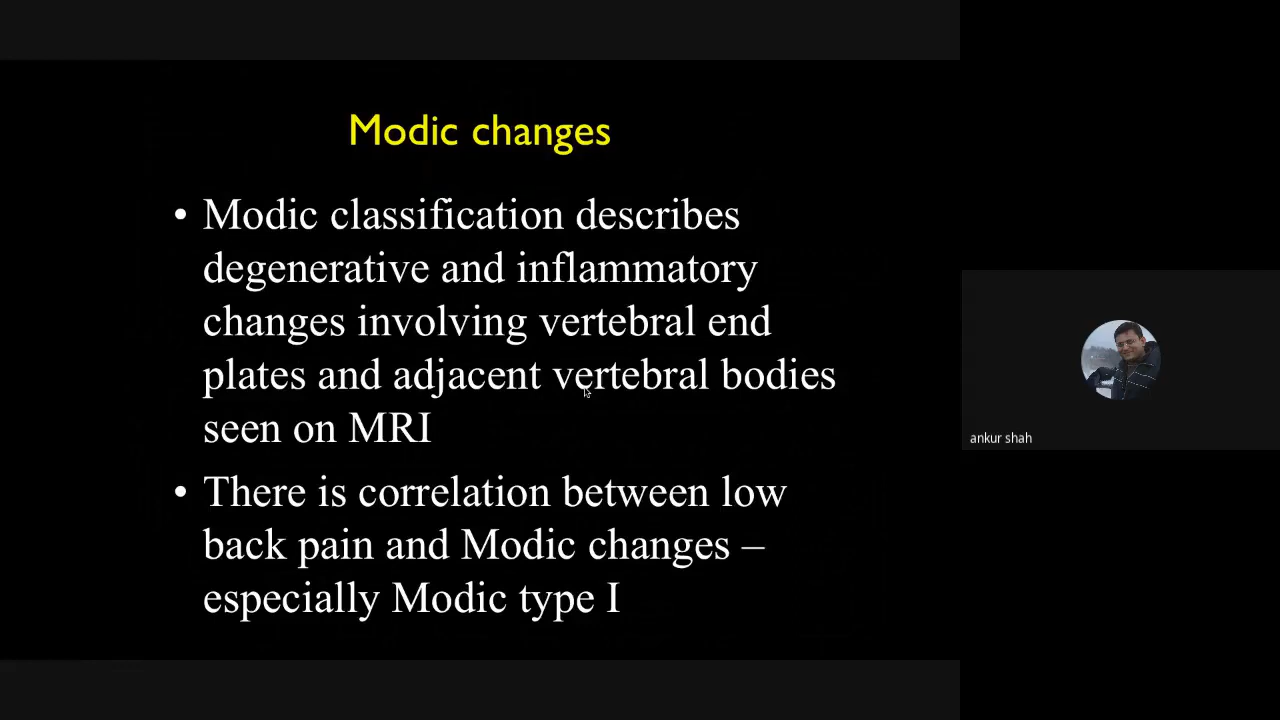 Modic changes
• Modic classification describes
degenerative and inflammatory
changes involving vertebral end
plates and adjacent vertebral bodies
seen on MRI
• There is correlation between low
back pain and Modic changes –
especially Modic type I
ankur shah